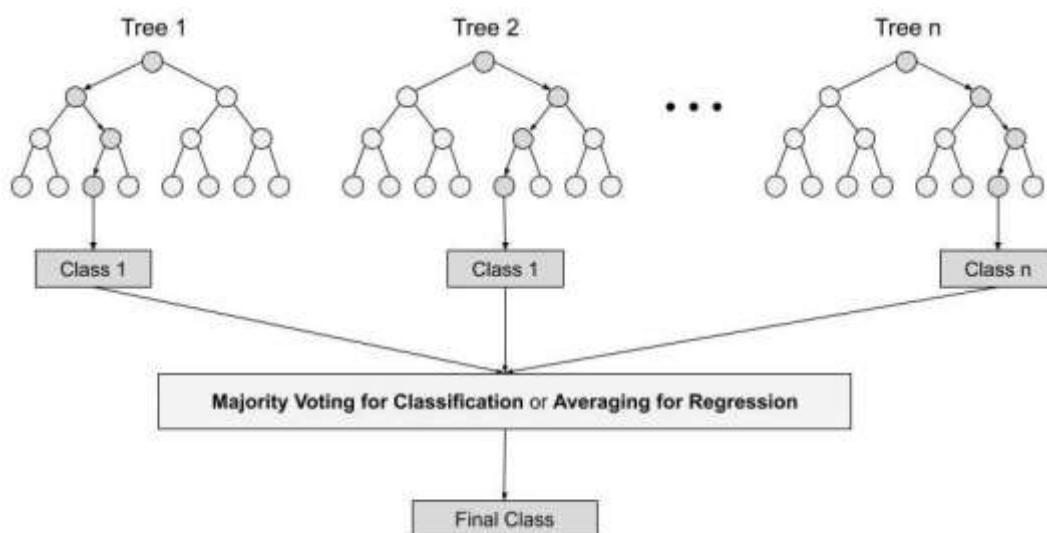 Tree 1
Tree 2
Tree n
Class 1
Class 1
Class n
Majority Voting for Classification or Averaging for Regression
Final Class